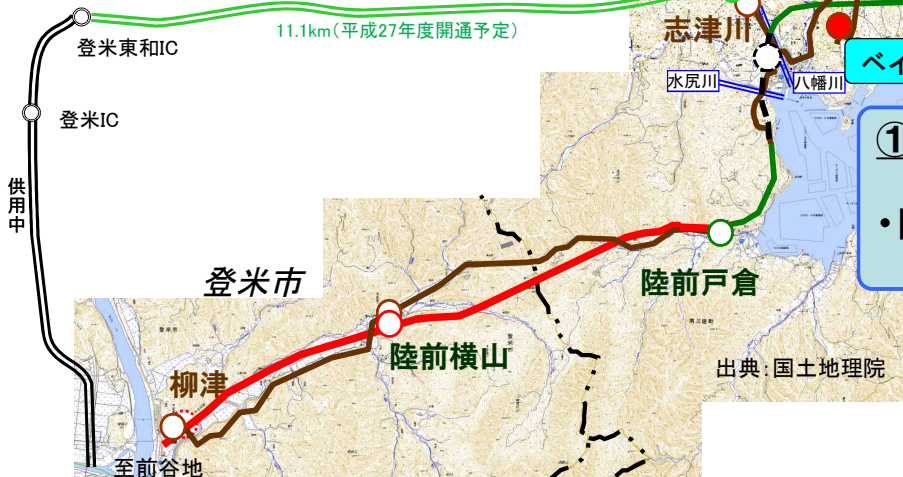 11.1km(平成27年度開通予定)
登米東和IC
志津川
ベイ
水尻川
八幡川
登米IC
①
供用中
・
登米市
陸前戸倉
陸前横山
出典:国土地理院
柳津
至前谷地